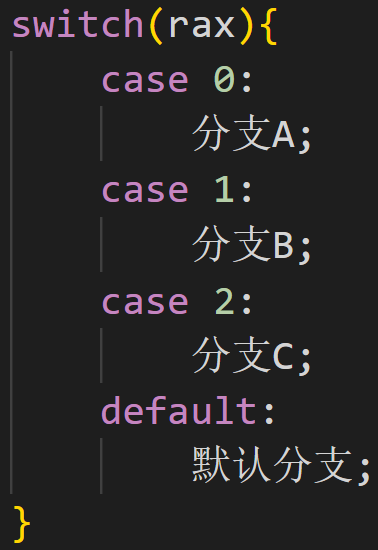 switch(rax){
case 0:
分支A;
case 1:
分支B;
case 2:
分支C;
default:
默认分支;
}